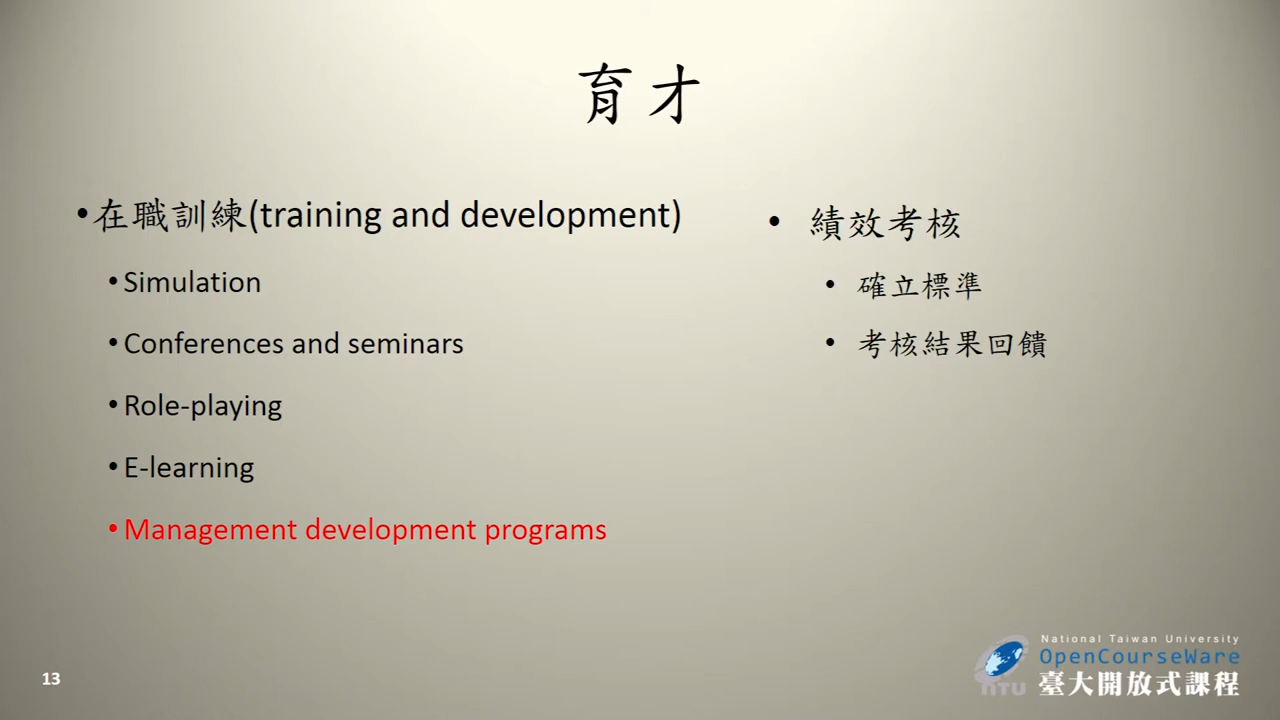 育才
•在職訓練(training and development)
•Simulation
•Conferences and seminars
•Role-playing
•E-learning
•Management development programs
• 績效考核
• 確立標準
• 考核結果回饋
13
National Taiwan University
OpenCourseWare
NTU
臺大開放式課程